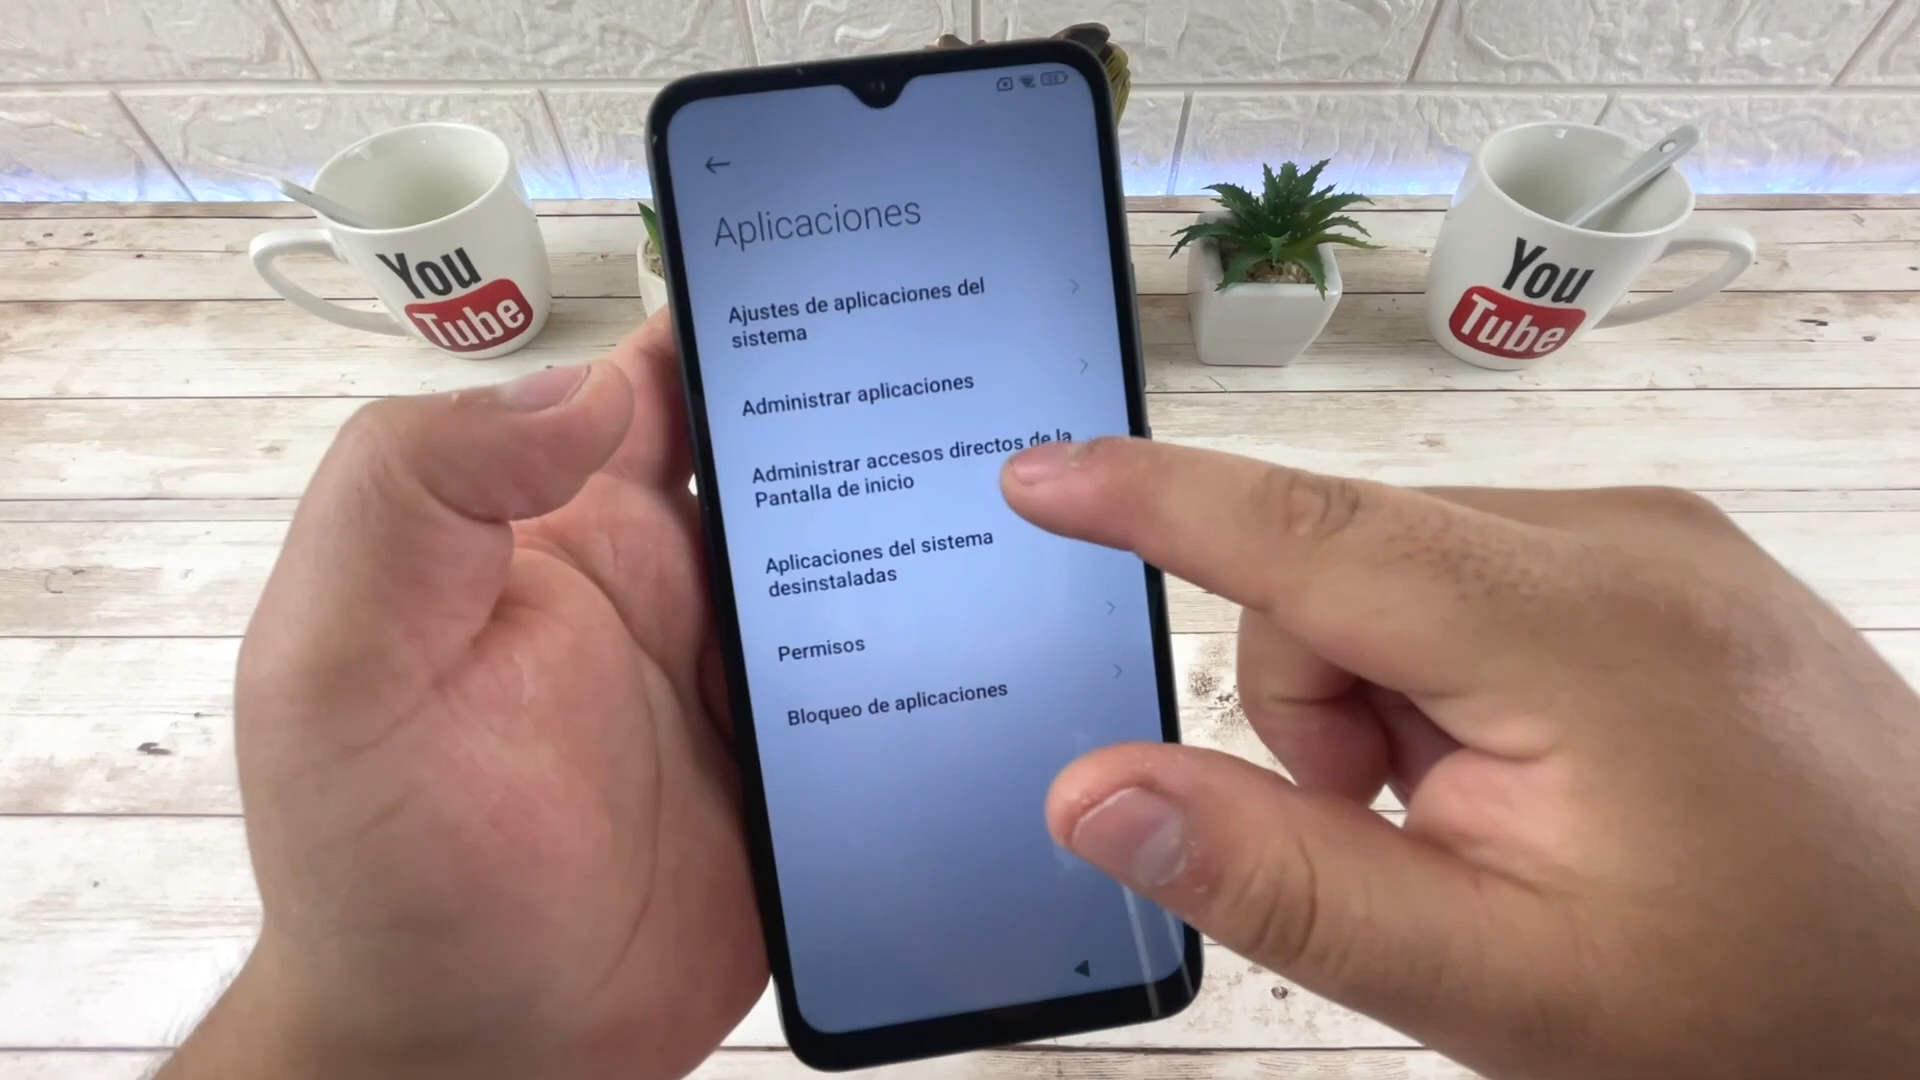 Aplicaciones
Ajustes de aplicaciones del
sistema
Administrar aplicaciones
Administrar accesos directos de la
Pantalla de inicio
Aplicaciones del sistema
desinstaladas
Permisos
Bloqueo de aplicaciones
You
Tube
You
Tube